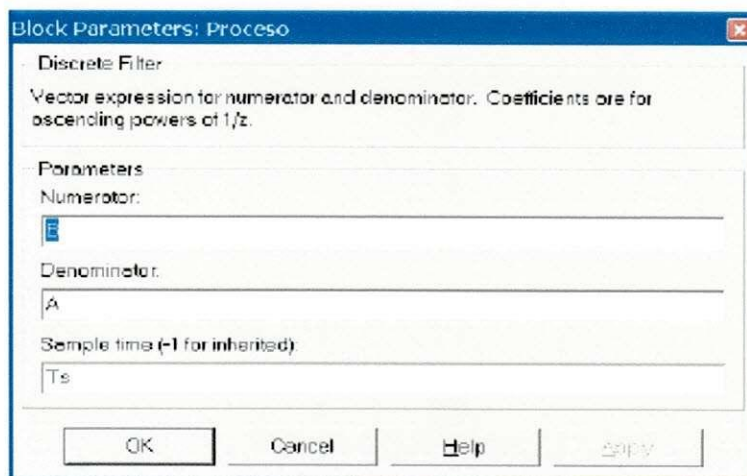 Block Parameters: Proceso
Discrete Filter
Vector expression for numerator and denominator. Coefficients are for
ascending powers of 1/z.
Parameters
Numerator:
B
Denominator:
A
Sample time (-1 for inherited):
Ts
OK
Cancel
Help
Apply